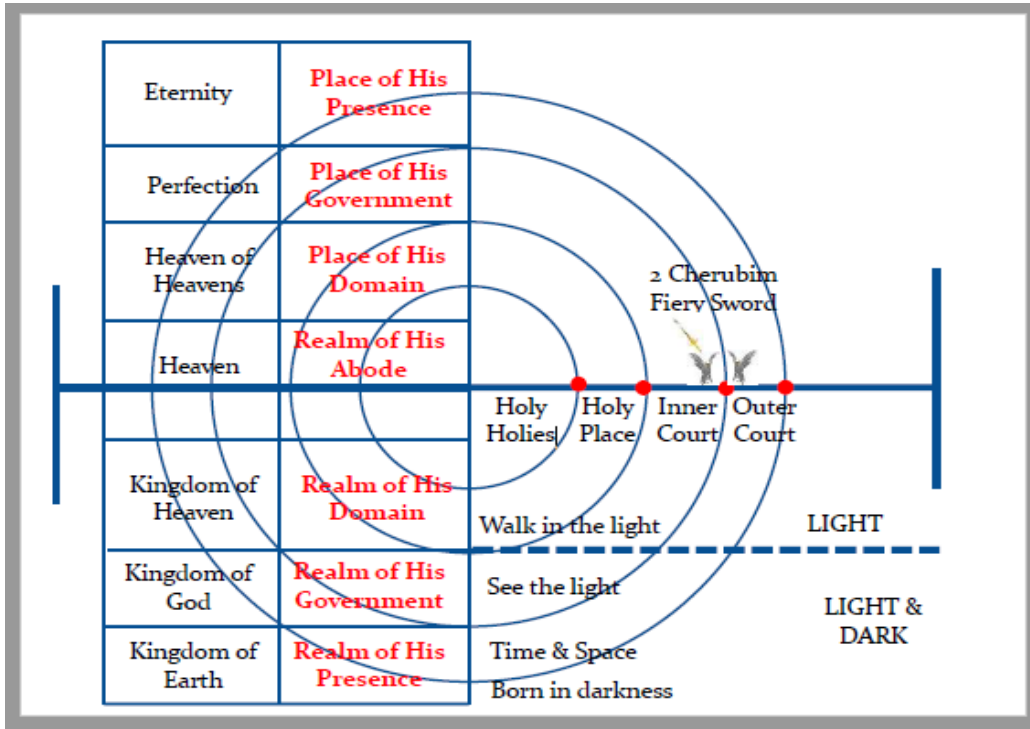 Eternity
Place of His
Presence
Perfection
Place of His
Government
Heaven of
Heavens
Place of His
Domain
2 Cherubim
Fiery Sword
Heaven
Realm of His
Abode
Holy
Holies
Holy
Place
Inner
Court
Outer
Court
Kingdom of
Heaven
Realm of His
Domain
Walk in the light
LIGHT
Kingdom of
God
Realm of His
Government
See the light
LIGHT &
DARK
Kingdom of
Earth
Realm of His
Presence
Time & Space
Born in darkness